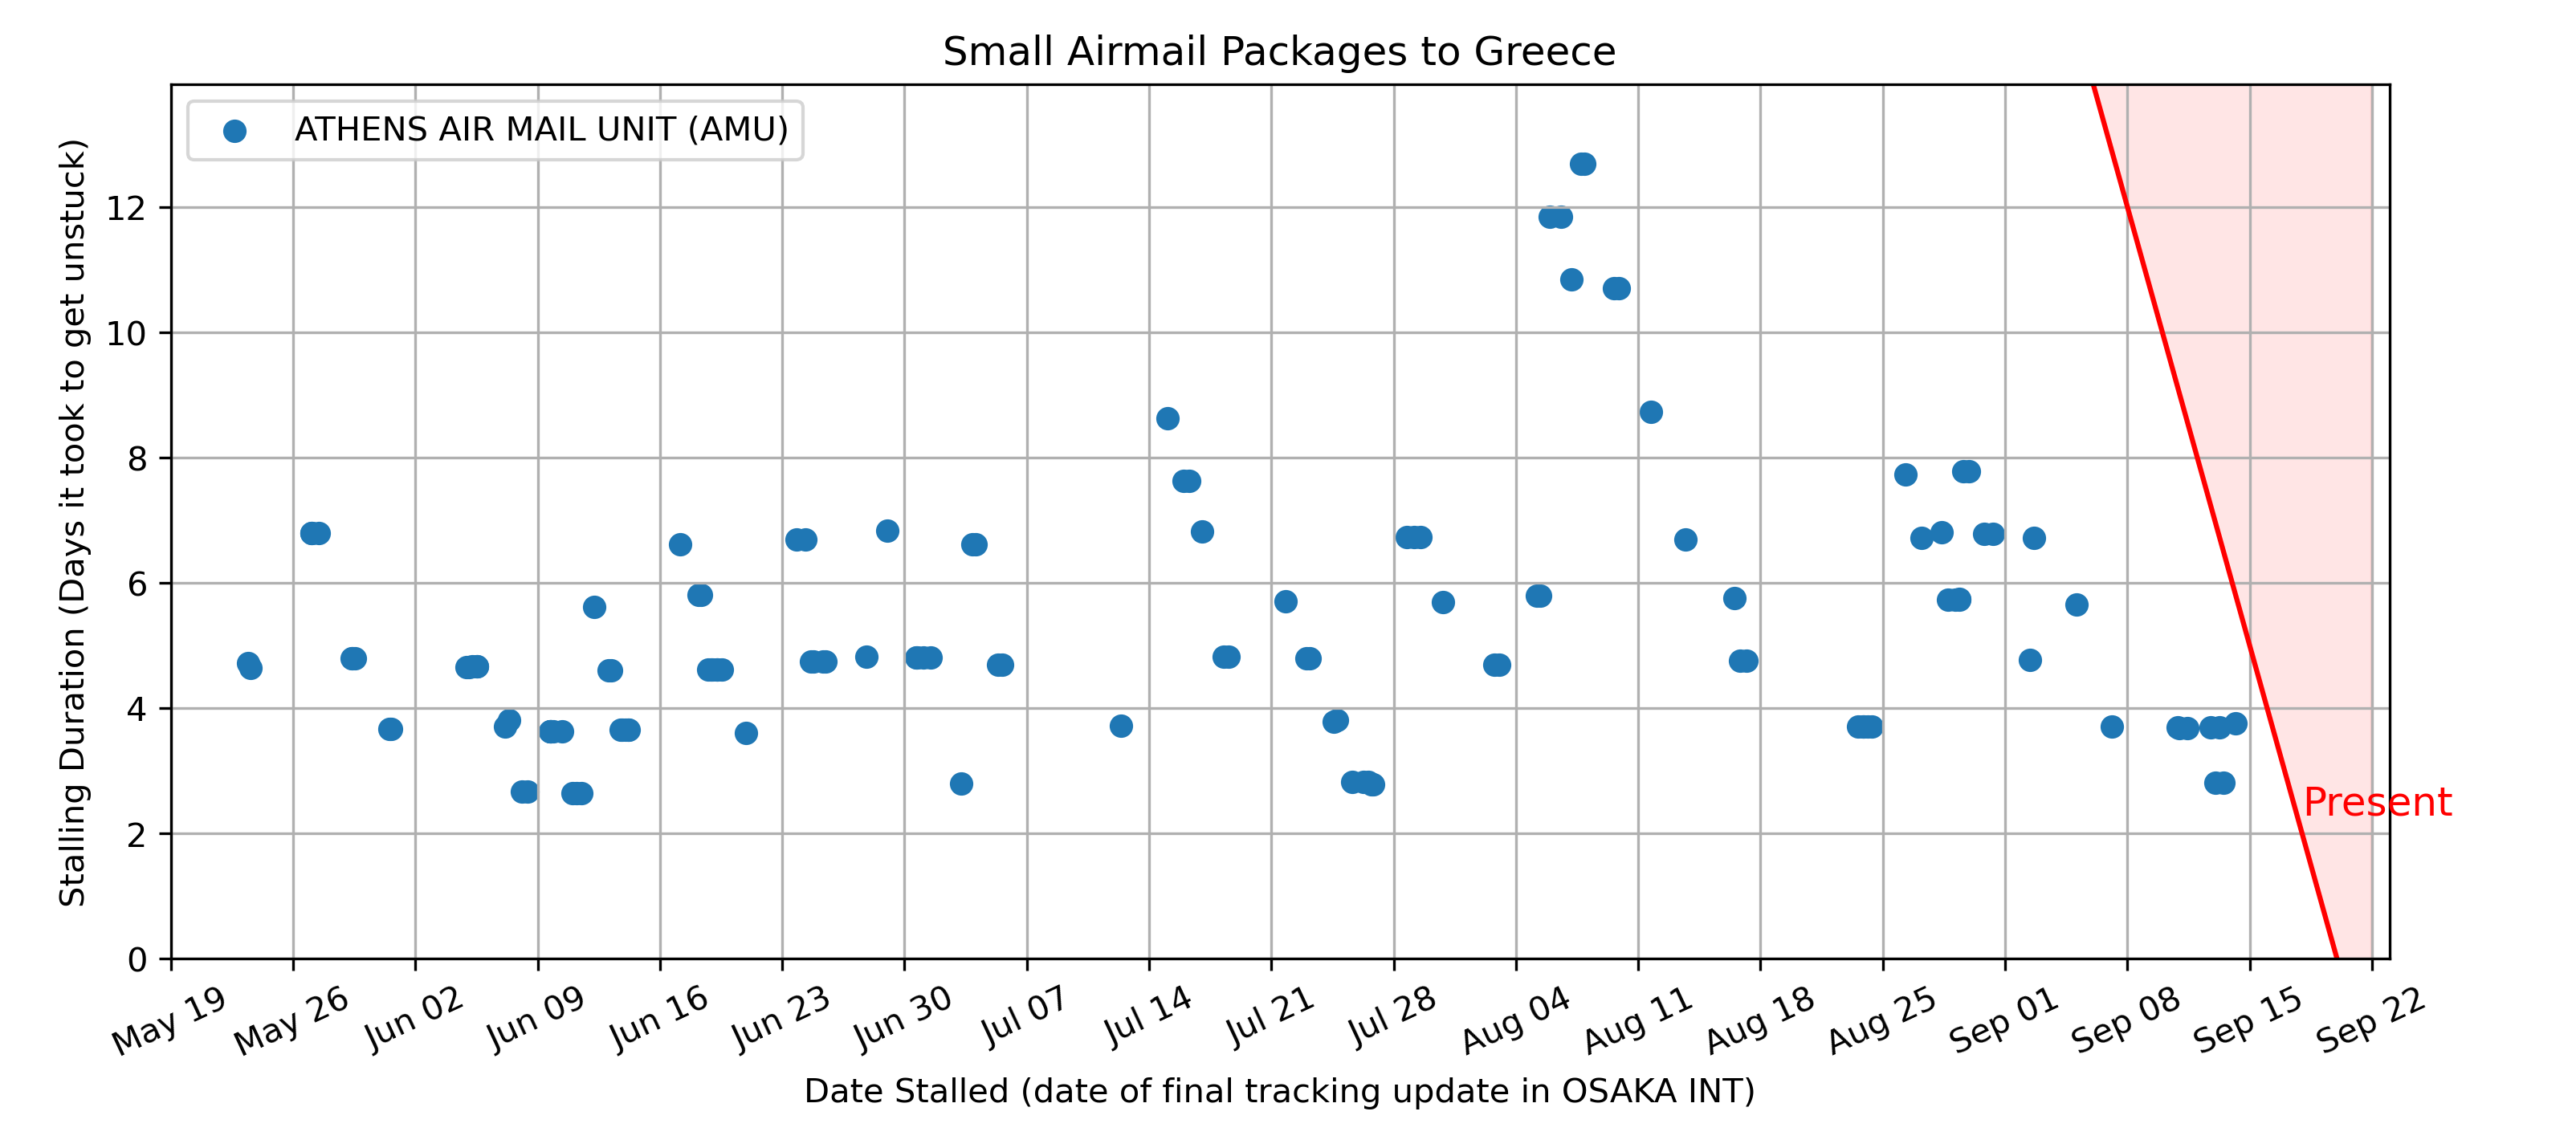 Small Airmail Packages to Greece
ATHENS AIR MAIL UNIT (AMU)
Stalling Duration (Days it took to get unstuck)
12
10
8
6
4
2
0
Present
May 19
May 26
Jun 02
Jun 09
Jun 16
Jun 23
Jun 30
Jul 07
Jul 14
Jul 21
Jul 28
Aug 04
Aug 11
Aug 18
Aug 25
Sep 01
Sep 08
Sep 15
Sep 22
Date Stalled (date of final tracking update in OSAKA INT)